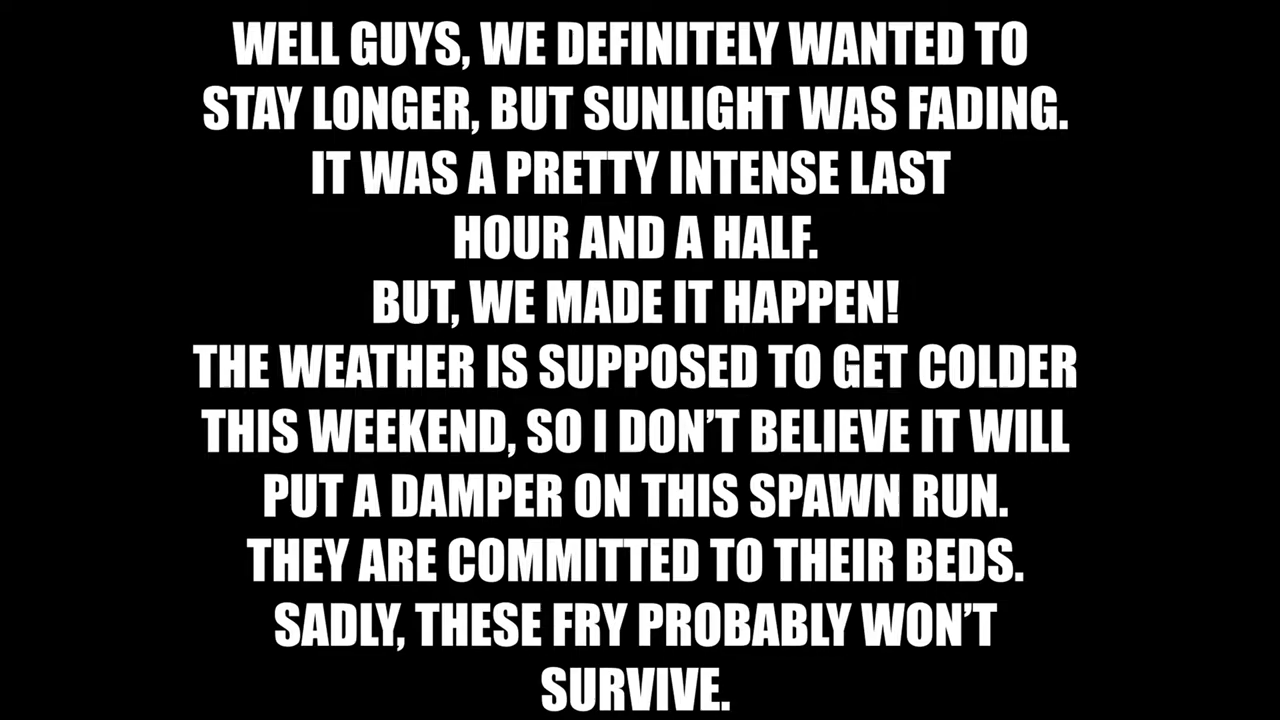 WELL GUYS, WE DEFINITELY WANTED TO
STAY LONGER, BUT SUNLIGHT WAS FADING.
IT WAS A PRETTY INTENSE LAST
HOUR AND A HALF.
BUT, WE MADE IT HAPPEN!
THE WEATHER IS SUPPOSED TO GET COLDER
THIS WEEKEND, SO I DON’T BELIEVE IT WILL
PUT A DAMPER ON THIS SPAWN RUN.
THEY ARE COMMITTED TO THEIR BEDS.
SADLY, THESE FRY PROBABLY WON’T
SURVIVE.